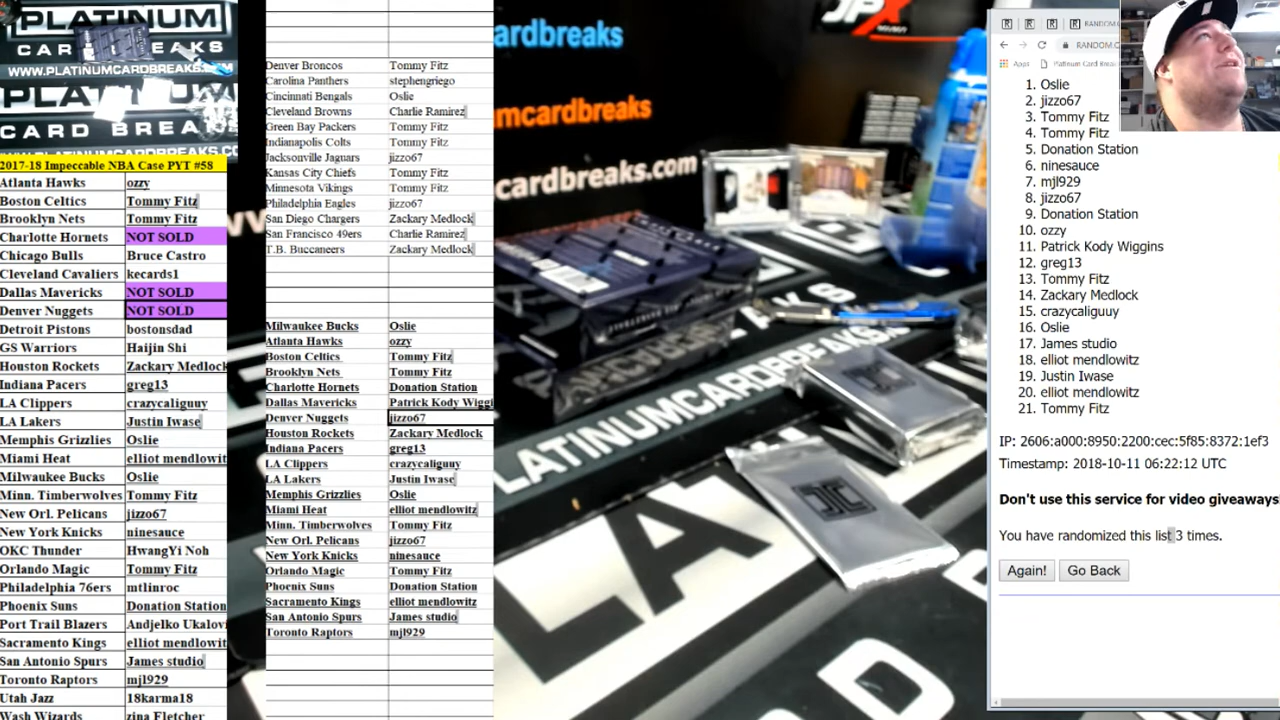 PLATINUM
CAR BREAKS
WWW.PLATINUMCARDBREAKS.COM
PLATINUM
CARD BREAKS
2017-18 Impeccable NBA Case PYT #58
Atlanta Hawks ozzy
Boston Celtics Tommy Fitz
Brooklyn Nets Tommy Fitz
Charlotte Hornets NOT SOLD
Chicago Bulls Bruce Castro
Cleveland Cavaliers kecards1
Dallas Mavericks NOT SOLD
Denver Nuggets NOT SOLD
Detroit Pistons bostonsdad
GS Warriors Haijin Shi
Houston Rockets Zackary Medlock
Indiana Pacers greg13
LA Clippers crazycaliguuy
LA Lakers Justin Iwase
Memphis Grizzlies Oslie
Miami Heat elliot mendlowit
Milwaukee Bucks Oslie
Minn. Timberwolves Tommy Fitz
New Orl. Pelicans jizzo67
New York Knicks ninesauce
OKC Thunder HwangYi Noh
Orlando Magic Tommy Fitz
Philadelphia 76ers mtlinroc
Phoenix Suns Donation Station
Port Trail Blazers Andjelko Ukalovi
Sacramento Kings elliot mendlowit
San Antonio Spurs James studio
Toronto Raptors mjl929
Utah Jazz 18karma18
Wash Wizards zina Fletcher
Denver Broncos Tommy Fitz
Carolina Panthers stephengriego
Cincinnati Bengals Oslie
Cleveland Browns Charlie Ramirez
Green Bay Packers Tommy Fitz
Indianapolis Colts Tommy Fitz
Jacksonville Jaguars jizzo67
Kansas City Chiefs Tommy Fitz
Minnesota Vikings Tommy Fitz
Philadelphia Eagles jizzo67
San Diego Chargers Zackary Medlock
San Francisco 49ers Charlie Ramirez
T.B. Buccaneers Zackary Medlock
Milwaukee Bucks Oslie
Atlanta Hawks ozzy
Boston Celtics Tommy Fitz
Brooklyn Nets Tommy Fitz
Charlotte Hornets Donation Station
Dallas Mavericks Patrick Kody Wiggi
Denver Nuggets jizzo67
Houston Rockets Zackary Medlock
Indiana Pacers greg13
LA Clippers crazycaliguuy
LA Lakers Justin Iwase
Memphis Grizzlies Oslie
Miami Heat elliot mendlowitz
Minn. Timberwolves Tommy Fitz
New Orl. Pelicans jizzo67
New York Knicks ninesauce
Orlando Magic Tommy Fitz
Phoenix Suns Donation Station
Sacramento Kings elliot mendlowitz
San Antonio Spurs James studio
Toronto Raptors mjl929
ardbreaks
umcardbreaks
cardbreaks.com
JPX
PLATINUMCARDBREAKS
LA
D
RANDOM.O
Apps Platinum Card Break
1. Oslie
2. jizzo67
3. Tommy Fitz
4. Tommy Fitz
5. Donation Station
6. ninesauce
7. mjl929
8. jizzo67
9. Donation Station
10. ozzy
11. Patrick Kody Wiggins
12. greg13
13. Tommy Fitz
14. Zackary Medlock
15. crazycaliguuy
16. Oslie
17. James studio
18. elliot mendlowitz
19. Justin Iwase
20. elliot mendlowitz
21. Tommy Fitz
IP: 2606:a000:8950:2200:cec:5f85:8372:1ef3
Timestamp: 2018-10-11 06:22:12 UTC
Don't use this service for video giveaways
You have randomized this list 3 times.
Again! Go Back